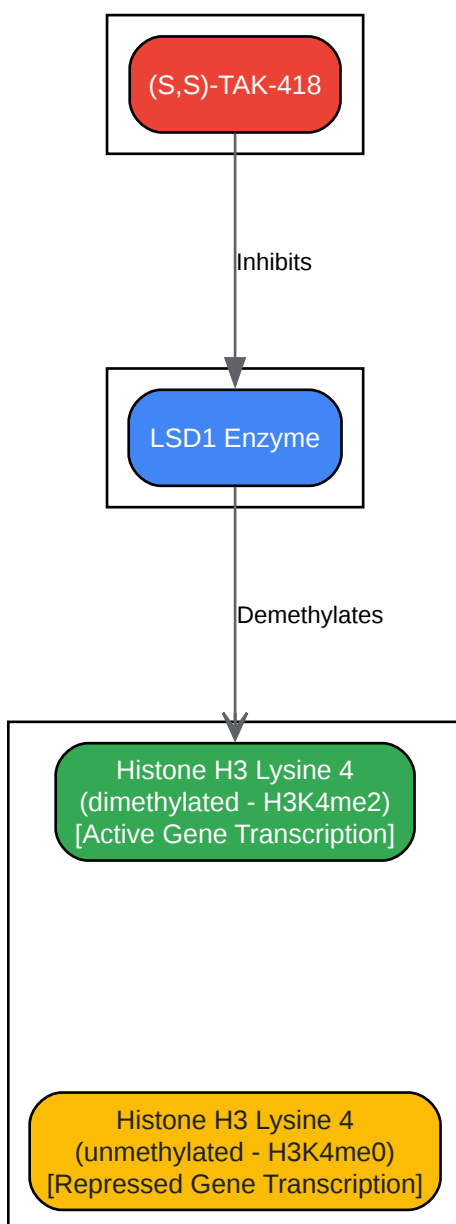 (S,S)-TAK-418
Inhibits
LSD1 Enzyme
Demethylates
Histone H3 Lysine 4
(dimethylated - H3K4me2)
[Active Gene Transcription]
Histone H3 Lysine 4
(unmethylated - H3K4me0)
[Repressed Gene Transcription]